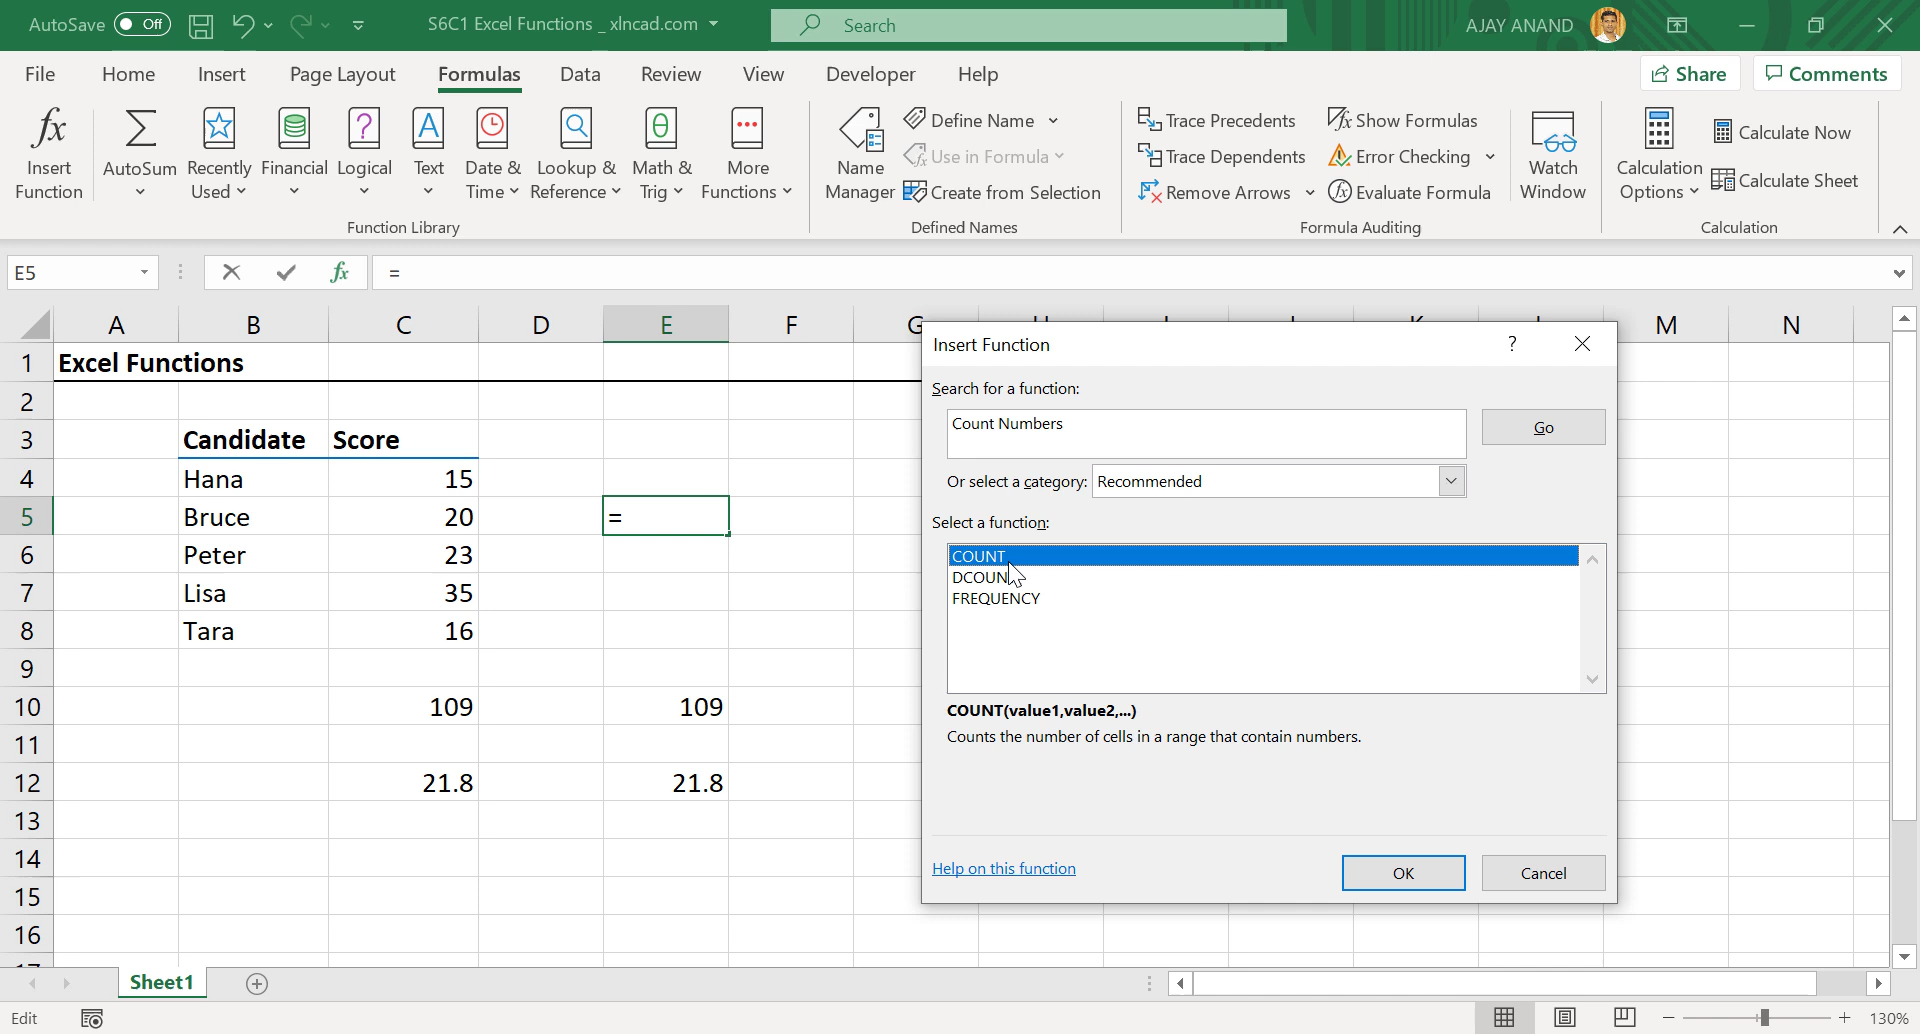 AutoSave Off S6C1 Excel Functions _ xlncad.com Search AJAY ANAND
File Home Insert Page Layout Formulas Data Review View Developer Help Share Comments
fx Insert Function
AutoSum
Recently Used
Financial
Logical
Text
Date & Time
Lookup & Reference
Math & Trig
More Functions
Function Library
Name Manager
Define Name
Use in Formula
Create from Selection
Defined Names
Trace Precedents
Trace Dependents
Remove Arrows
Show Formulas
Error Checking
Evaluate Formula
Formula Auditing
Watch Window
Calculation Options
Calculate Now
Calculate Sheet
Calculation
E5 fx =
A B C D E F G M N
1 Excel Functions
2
3 Candidate Score
4 Hana 15
5 Bruce 20 =
6 Peter 23
7 Lisa 35
8 Tara 16
9
10 109 109
11
12 21.8 21.8
13
14
15
16
Insert Function ?
Search for a function:
Count Numbers Go
Or select a category: Recommended
Select a function:
COUNT
DCOUN
FREQUENCY
COUNT(value1,value2,...)
Counts the number of cells in a range that contain numbers.
Help on this function OK Cancel
Sheet1
Edit 130%